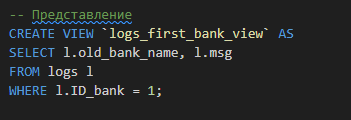 -- Представление
CREATE VIEW `logs_first_bank_view` AS
SELECT l.old_bank_name, l.msg
FROM logs l
WHERE l.ID_bank = 1;